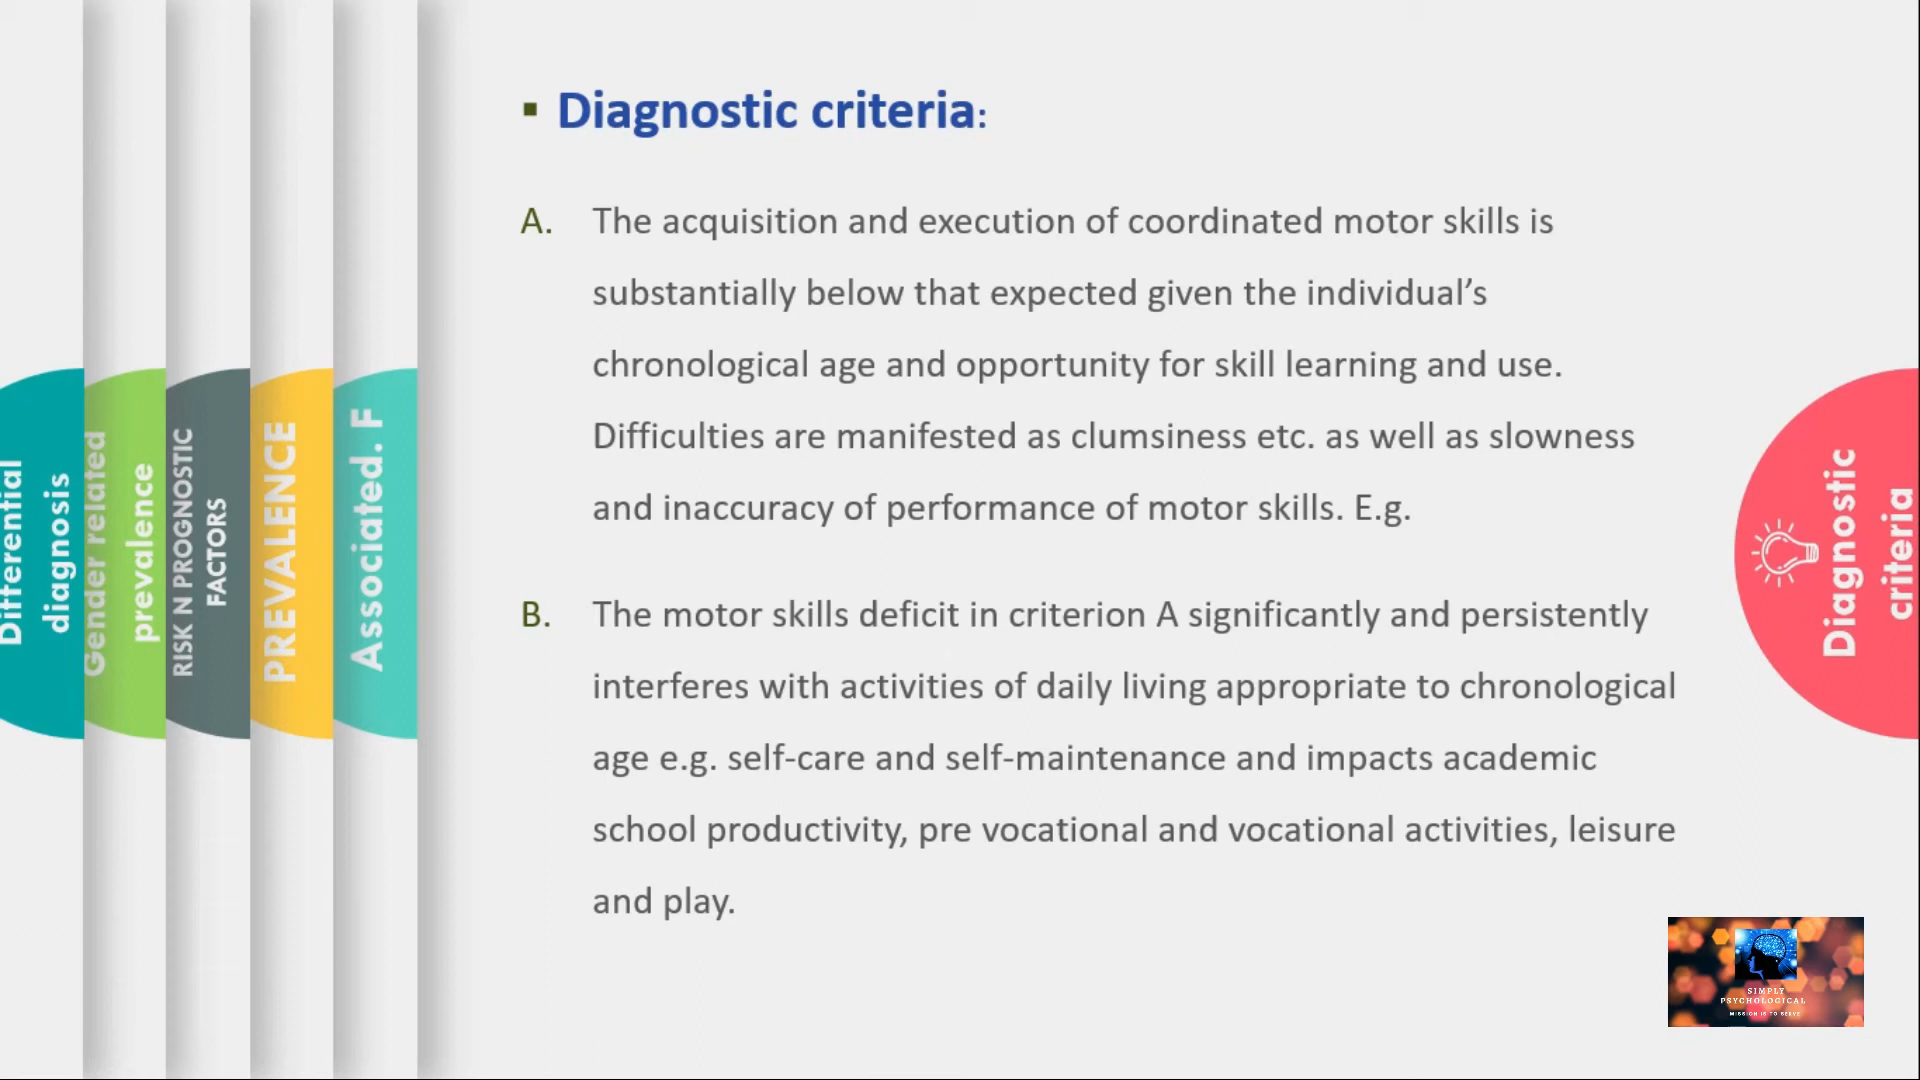 ▪ Diagnostic criteria:
A. The acquisition and execution of coordinated motor skills is
substantially below that expected given the individual’s
chronological age and opportunity for skill learning and use.
Difficulties are manifested as clumsiness etc. as well as slowness
and inaccuracy of performance of motor skills. E.g.
B. The motor skills deficit in criterion A significantly and persistently
interferes with activities of daily living appropriate to chronological
age e.g. self-care and self-maintenance and impacts academic
school productivity, pre vocational and vocational activities, leisure
and play.
Differential
diagnosis
Gender related
prevalence
RISK N PROGNOSTIC
FACTORS
PREVALENCE
Associated. F
Diagnostic
criteria
SIMPLY
PSYCHOLOGICAL
MISSION IS TO SERVE